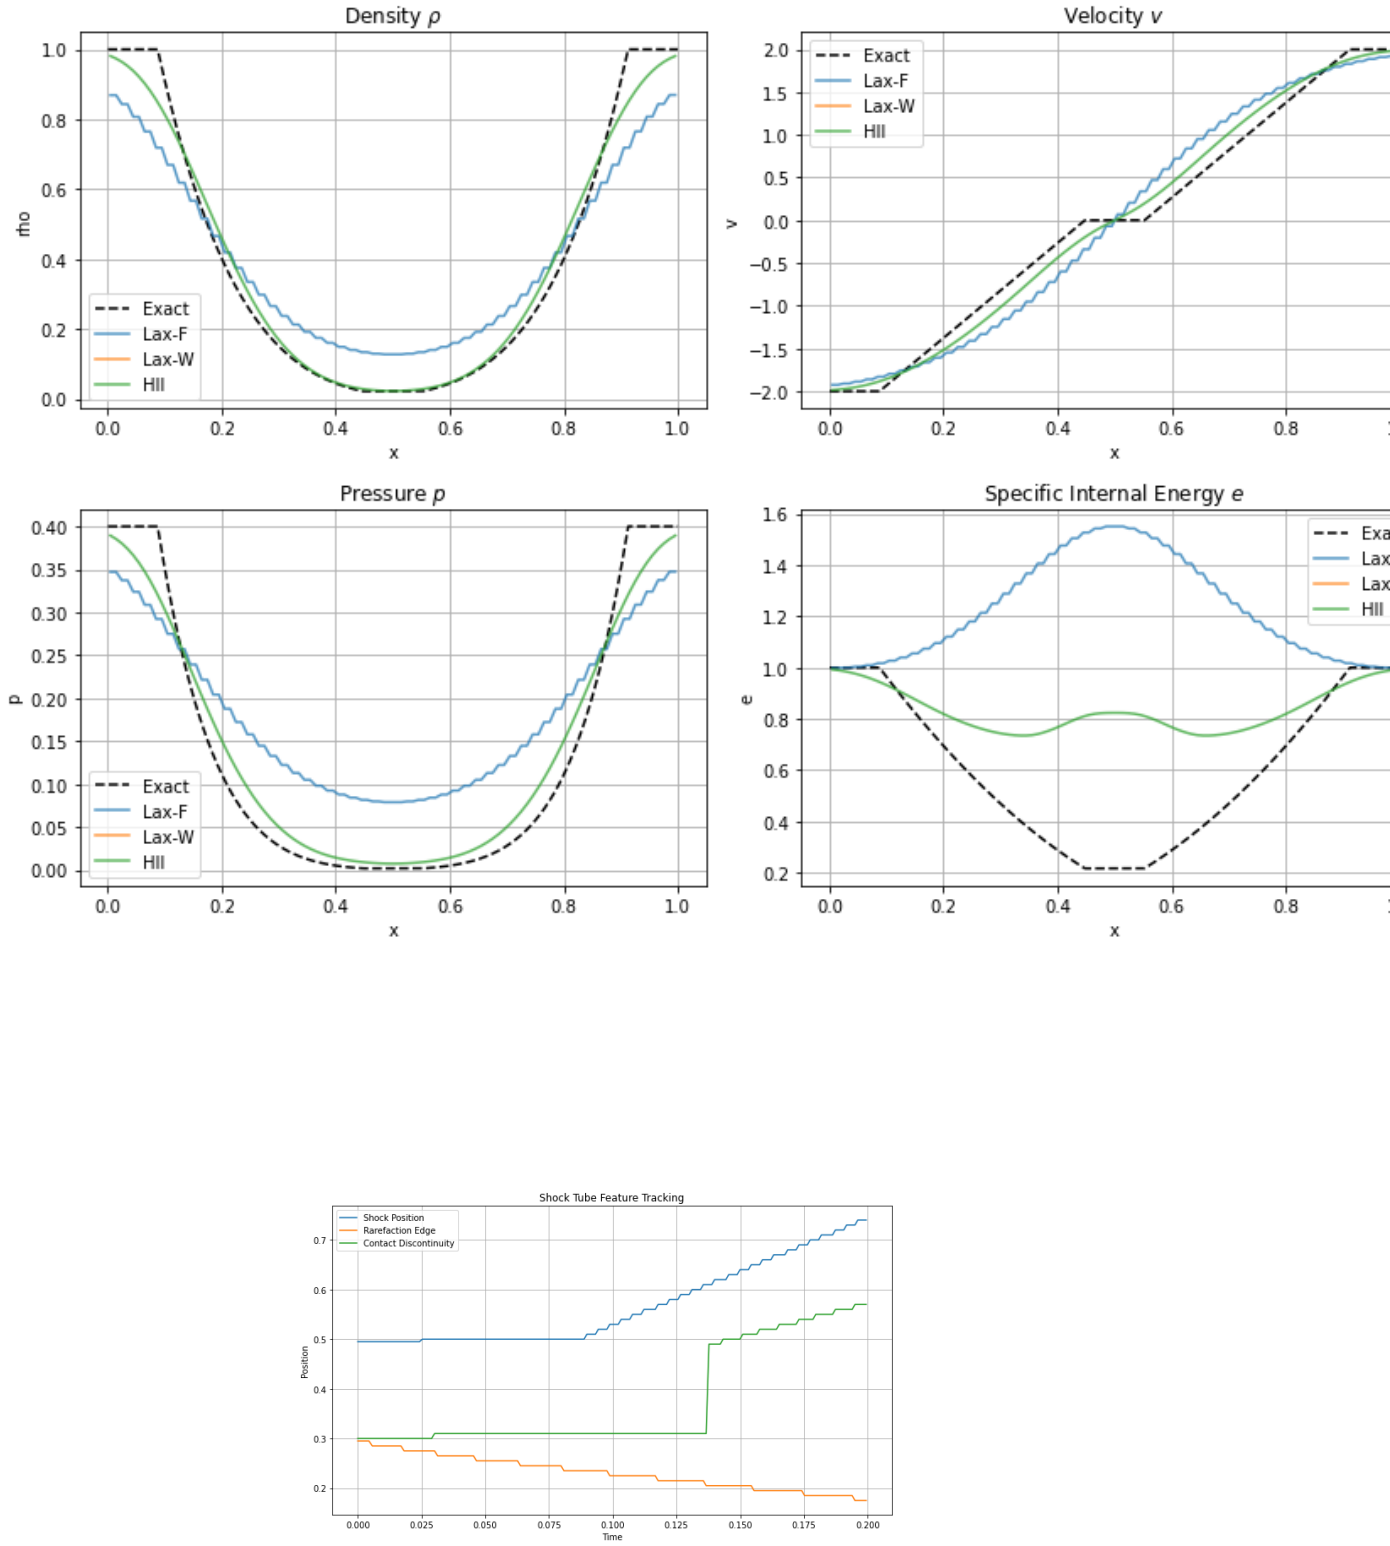 Density ρ
1.0
0.8
0.6
0.4
0.2
0.0
rho
Exact
Lax-F
Lax-W
Hll
0.0 0.2 0.4 0.6 0.8 1.0
x
Velocity v
2.0
1.5
1.0
0.5
0.0
−0.5
−1.0
−1.5
−2.0
v
Exact
Lax-F
Lax-W
Hll
0.0 0.2 0.4 0.6 0.8 1
x
Pressure p
0.40
0.35
0.30
0.25
0.20
0.15
0.10
0.05
0.00
p
Exact
Lax-F
Lax-W
Hll
0.0 0.2 0.4 0.6 0.8 1.0
x
Specific Internal Energy e
1.6
1.4
1.2
1.0
0.8
0.6
0.4
0.2
e
Exa
Lax
Lax
Hll
0.0 0.2 0.4 0.6 0.8 1
x
Shock Tube Feature Tracking
Shock Position
Rarefaction Edge
Contact Discontinuity
0.7
0.6
0.5
0.4
0.3
0.2
Position
0.000 0.025 0.050 0.075 0.100 0.125 0.150 0.175 0.200
Time